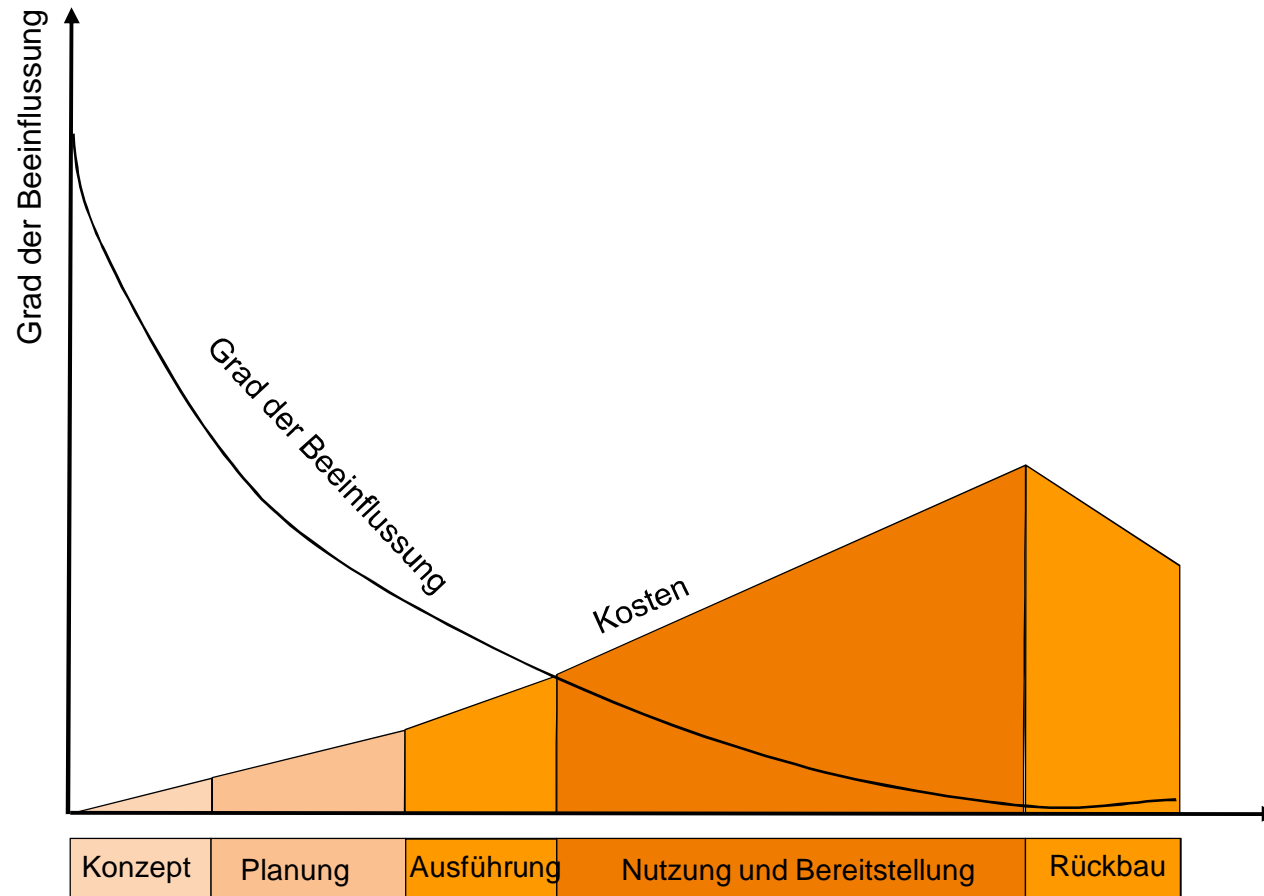 Grad der Beeinflussung
Grad der Beeinflussung
Kosten
Konzept
Planung
Ausführung
Nutzung und Bereitstellung
Rückbau